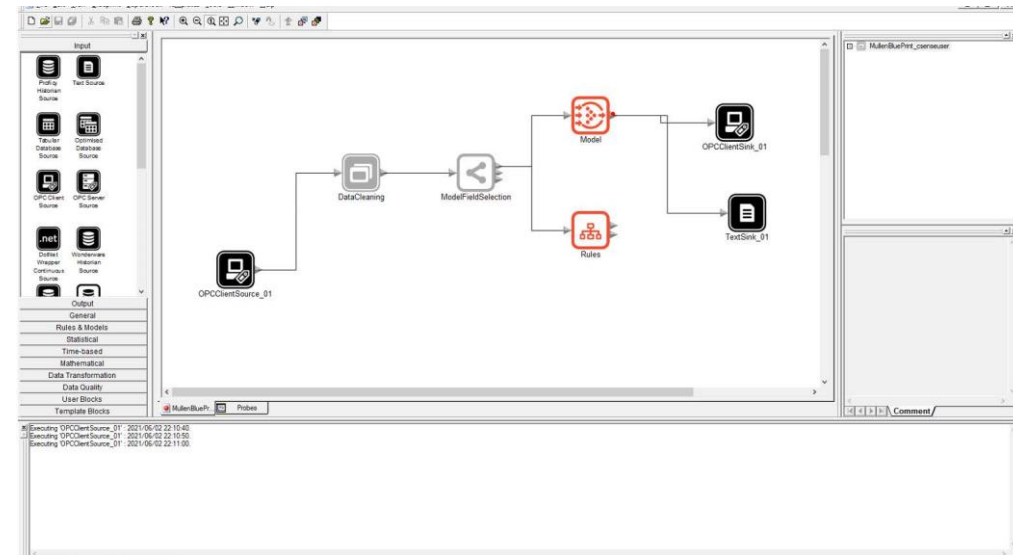 Input
Proficy Historian Source
Text Source
Tabular Database Source
Optimised Database Source
OPC Client Source
OPC Server Source
.net
DotNet Wrapper Continuous Source
Wonderware Historian Source
Output
General
Rules & Models
Statistical
Time-based
Mathematical
Data Transformation
Data Quality
User Blocks
Template Blocks
OPCClientSource_01
DataCleaning
ModelFieldSelection
Model
Rules
OPCClientSink_01
TextSink_01
MullenBluePr...
Probes
MullenBluePrint_csenseuser
Comment
Executing 'OPCClientSource_01' : 2021/06/02 22:10:40.
Executing 'OPCClientSource_01' : 2021/06/02 22:10:50.
Executing 'OPCClientSource_01' : 2021/06/02 22:11:00.